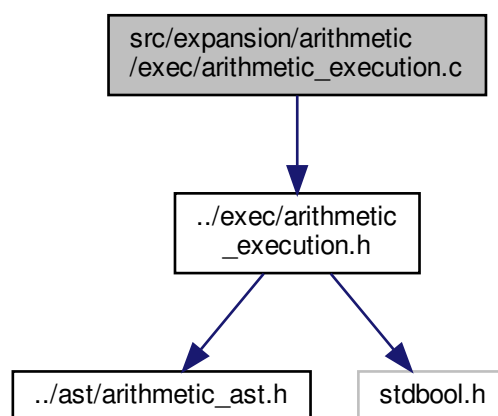 src/expansion/arithmetic
/exec/arithmetic_execution.c
../exec/arithmetic
_execution.h
../ast/arithmetic_ast.h
stdbool.h